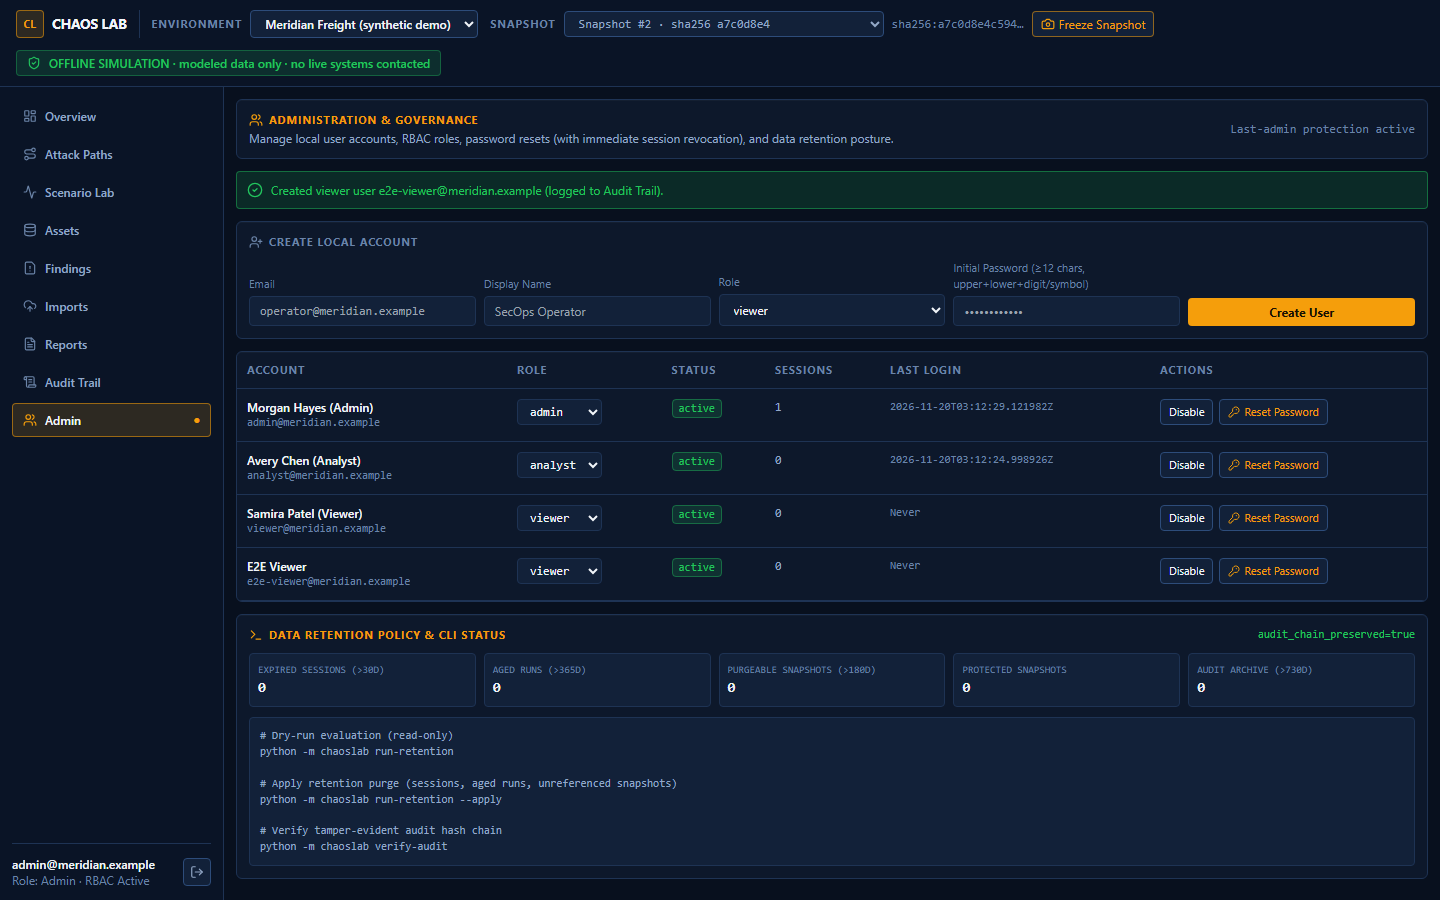 CL CHAOS LAB
ENVIRONMENT Meridian Freight (synthetic demo)
SNAPSHOT Snapshot #2 · sha256 a7c0d8e4 sha256:a7c0d8e4c594…
Freeze Snapshot
OFFLINE SIMULATION · modeled data only · no live systems contacted
Overview
Attack Paths
Scenario Lab
Assets
Findings
Imports
Reports
Audit Trail
Admin
admin@meridian.example
Role: Admin · RBAC Active
ADMINISTRATION & GOVERNANCE
Manage local user accounts, RBAC roles, password resets (with immediate session revocation), and data retention posture.
Last-admin protection active
Created viewer user e2e-viewer@meridian.example (logged to Audit Trail).
CREATE LOCAL ACCOUNT
Email
operator@meridian.example
Display Name
SecOps Operator
Role
viewer
Initial Password (≥12 chars,
upper+lower+digit/symbol)
••••••••••••
Create User
ACCOUNT ROLE STATUS SESSIONS LAST LOGIN ACTIONS
Morgan Hayes (Admin)
admin@meridian.example
admin active 1 2026-11-20T03:12:29.121982Z Disable Reset Password
Avery Chen (Analyst)
analyst@meridian.example
analyst active 0 2026-11-20T03:12:24.998926Z Disable Reset Password
Samira Patel (Viewer)
viewer@meridian.example
viewer active 0 Never Disable Reset Password
E2E Viewer
e2e-viewer@meridian.example
viewer active 0 Never Disable Reset Password
DATA RETENTION POLICY & CLI STATUS
audit_chain_preserved=true
EXPIRED SESSIONS (>30D)
0
AGED RUNS (>365D)
0
PURGEABLE SNAPSHOTS (>180D)
0
PROTECTED SNAPSHOTS
0
AUDIT ARCHIVE (>730D)
0
# Dry-run evaluation (read-only)
python -m chaoslab run-retention
# Apply retention purge (sessions, aged runs, unreferenced snapshots)
python -m chaoslab run-retention --apply
# Verify tamper-evident audit hash chain
python -m chaoslab verify-audit